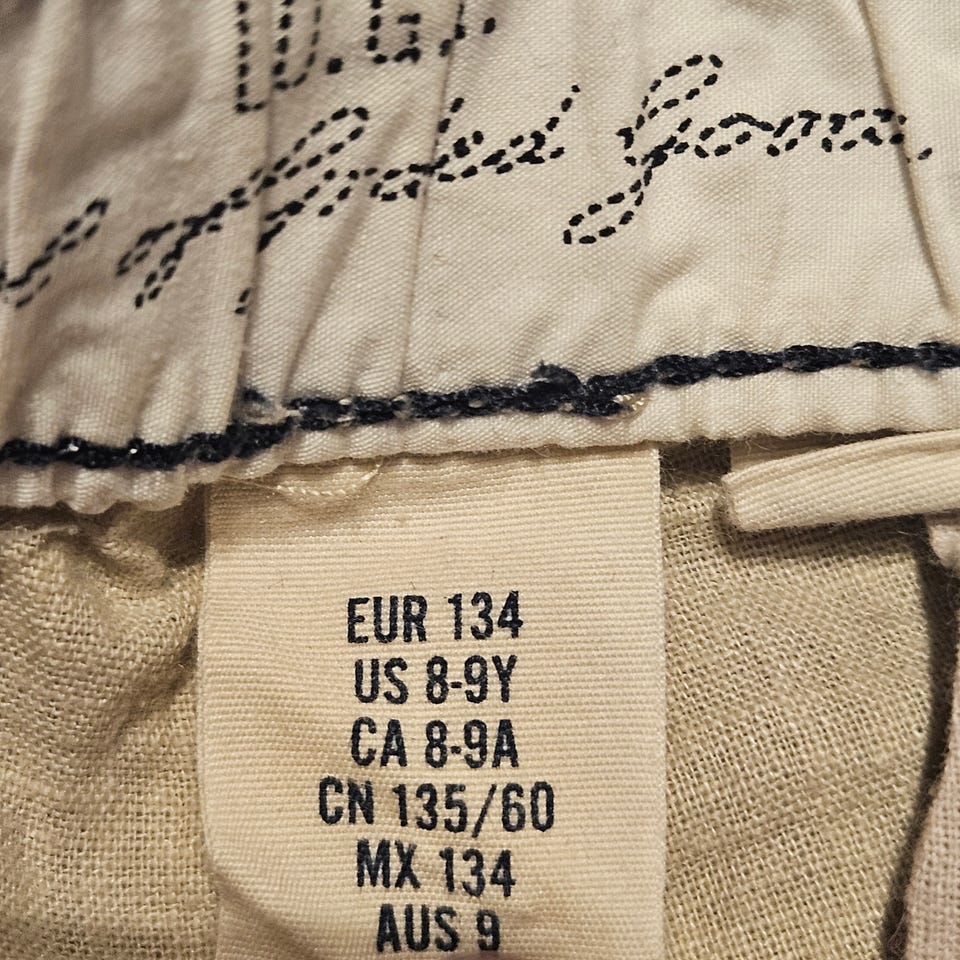 D.G.
EUR 134
US 8-9Y
CA 8-9A
CN 135/60
MX 134
AUS 9